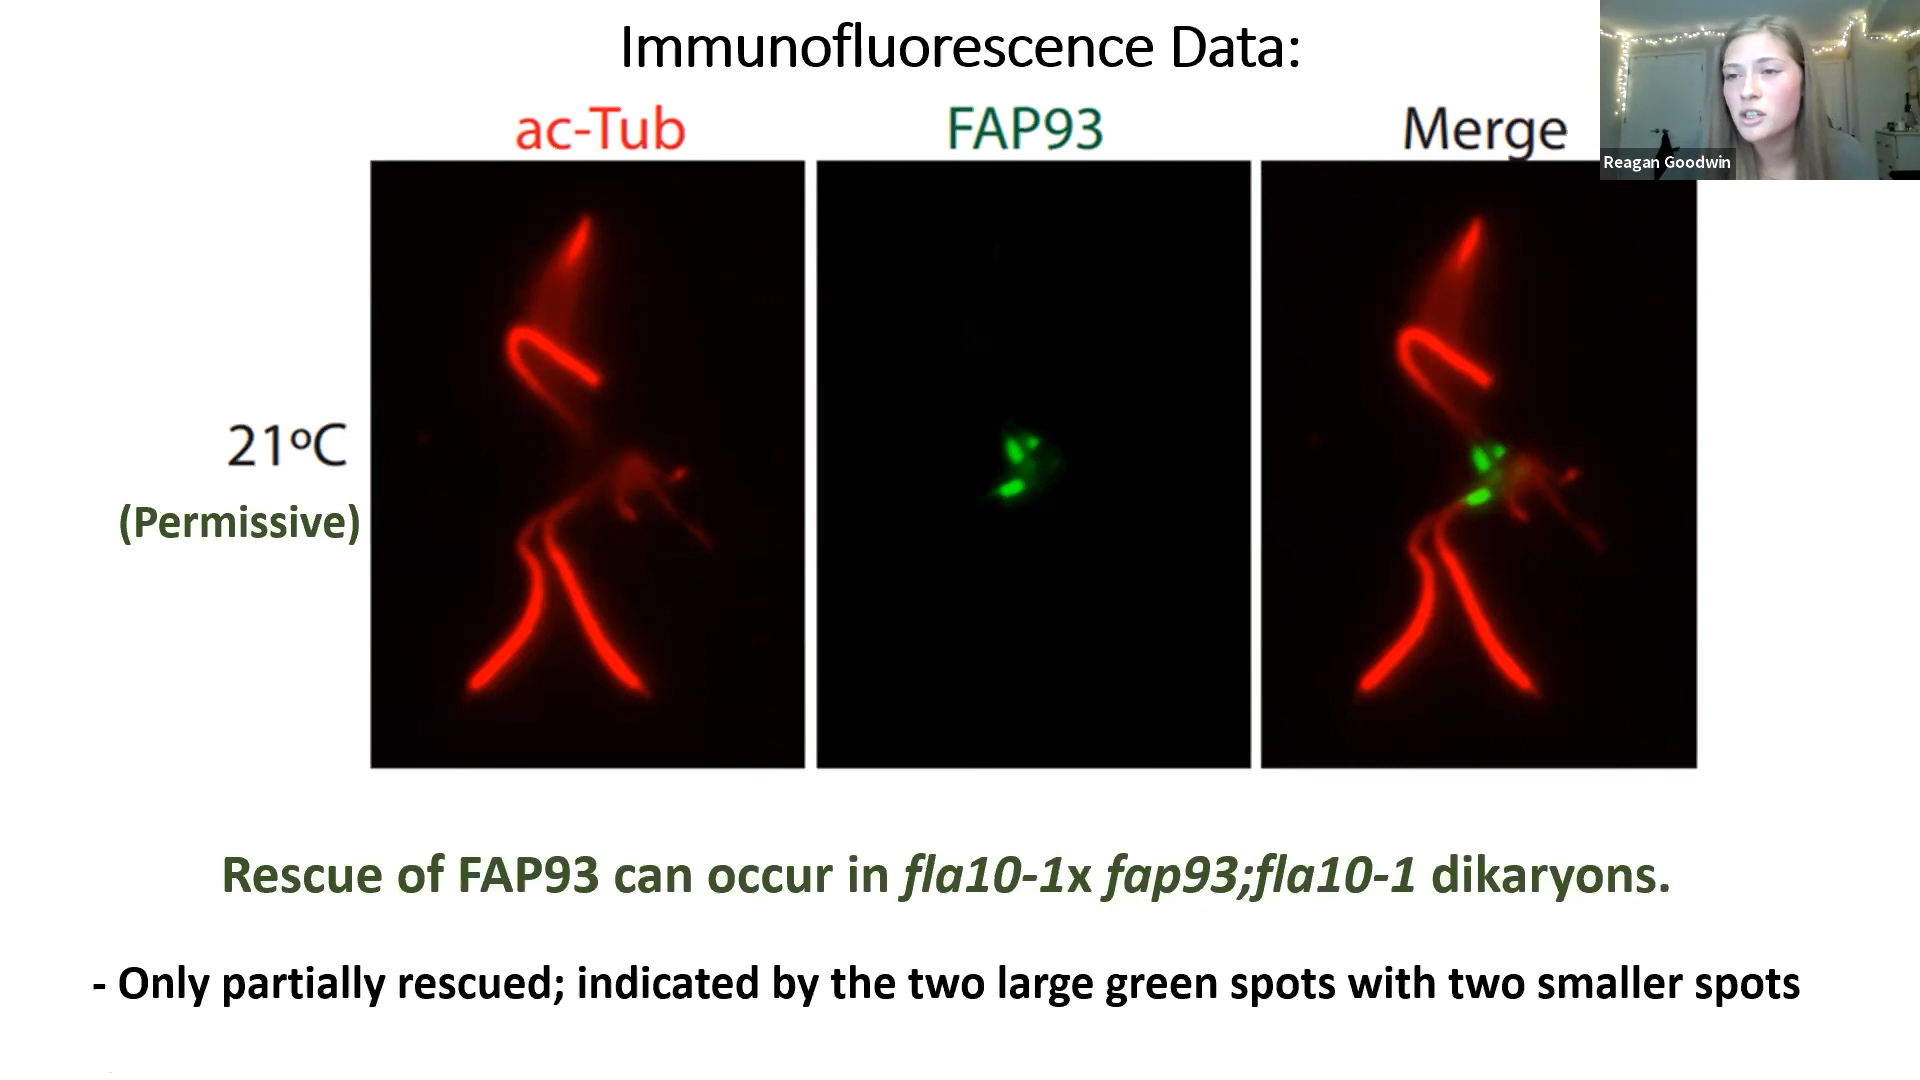 Immunofluorescence Data:
ac-Tub
FAP93
Merge
Reagan Goodwin
21ºC
(Permissive)
Rescue of FAP93 can occur in fla10-1x fap93;fla10-1 dikaryons.
- Only partially rescued; indicated by the two large green spots with two smaller spots